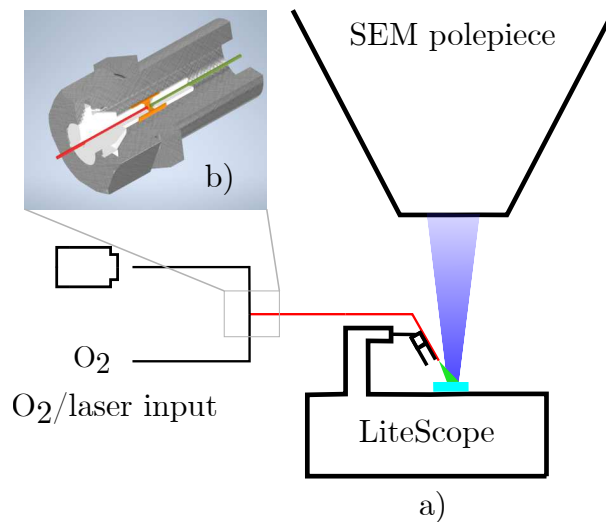 SEM polepiece
b)
O2
O2/laser input
LiteScope
a)